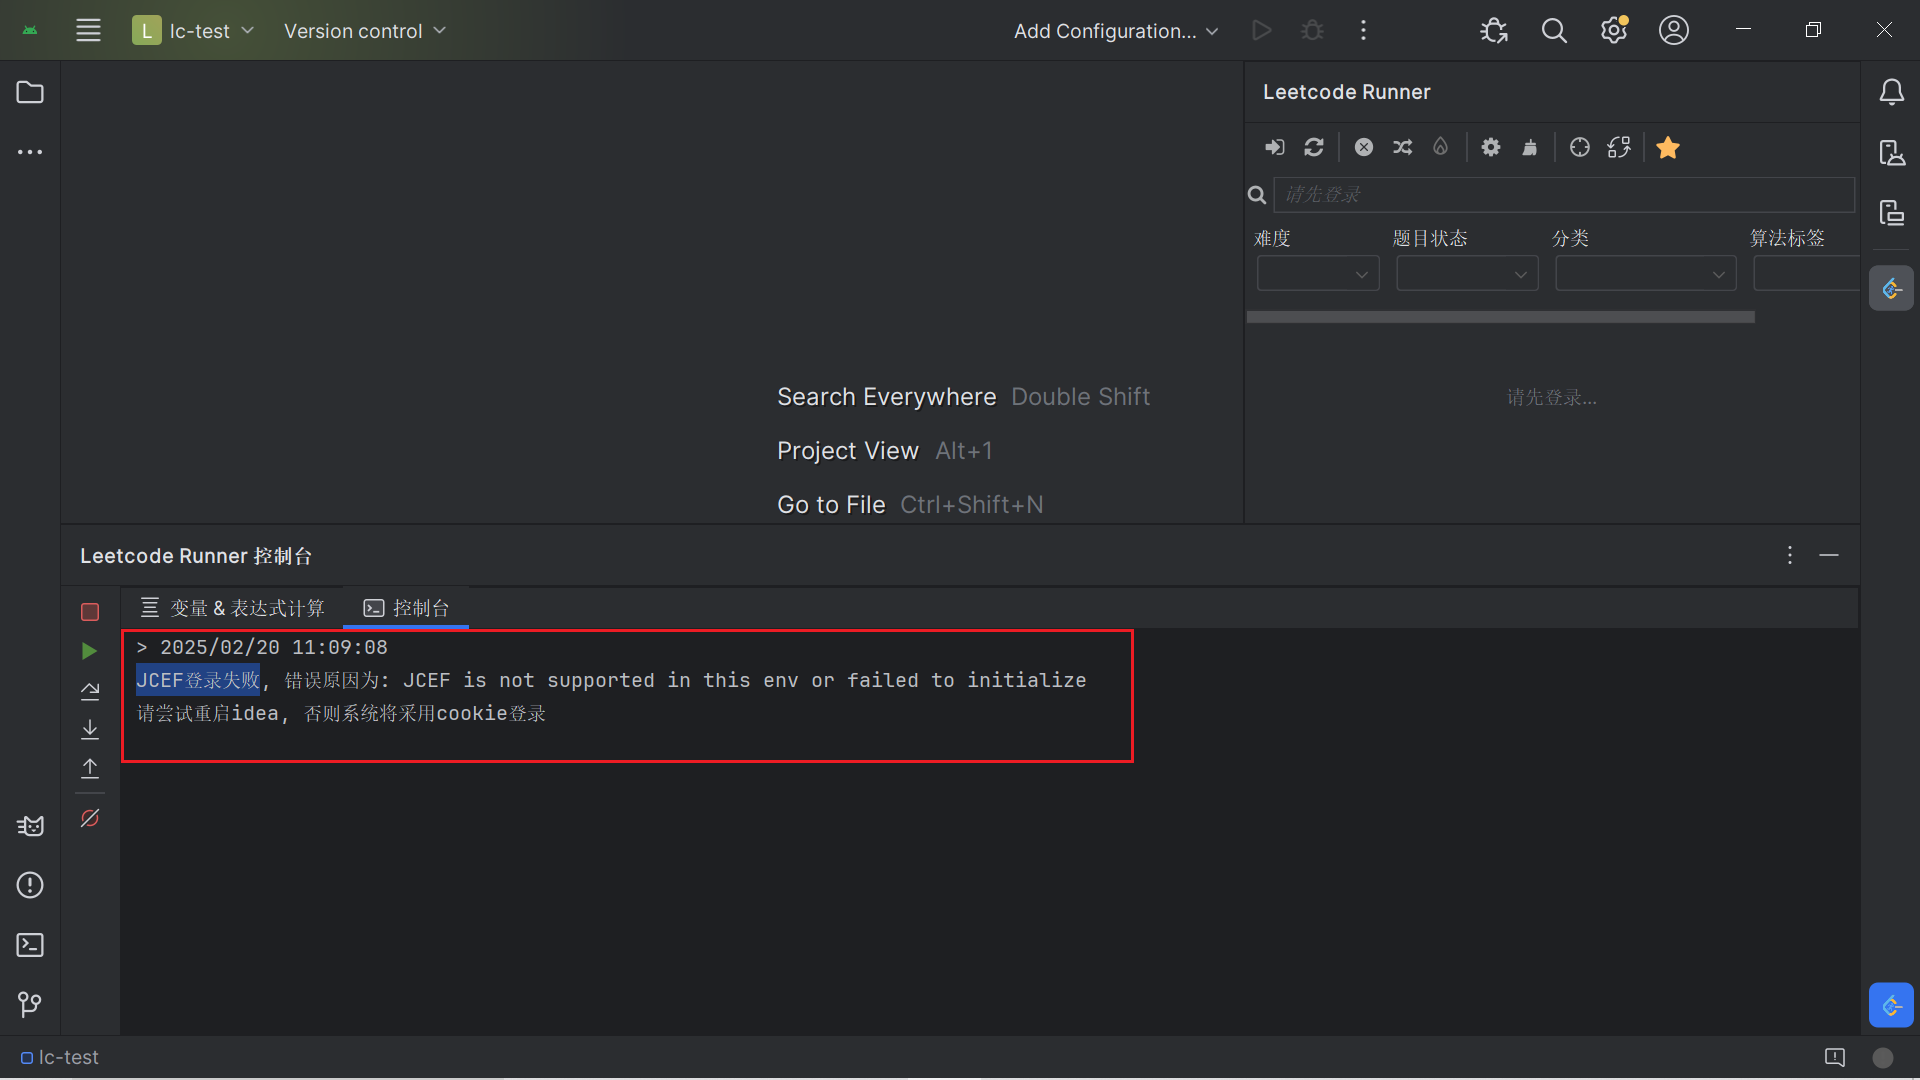 L lc-test Version control Add Configuration...
Leetcode Runner
请先登录
难度 题目状态 分类 算法标签
请先登录...
Search Everywhere Double Shift
Project View Alt+1
Go to File Ctrl+Shift+N
Leetcode Runner 控制台
变量 & 表达式计算 控制台
> 2025/02/20 11:09:08
JCEF登录失败, 错误原因为: JCEF is not supported in this env or failed to initialize
请尝试重启idea, 否则系统将采用cookie登录
lc-test